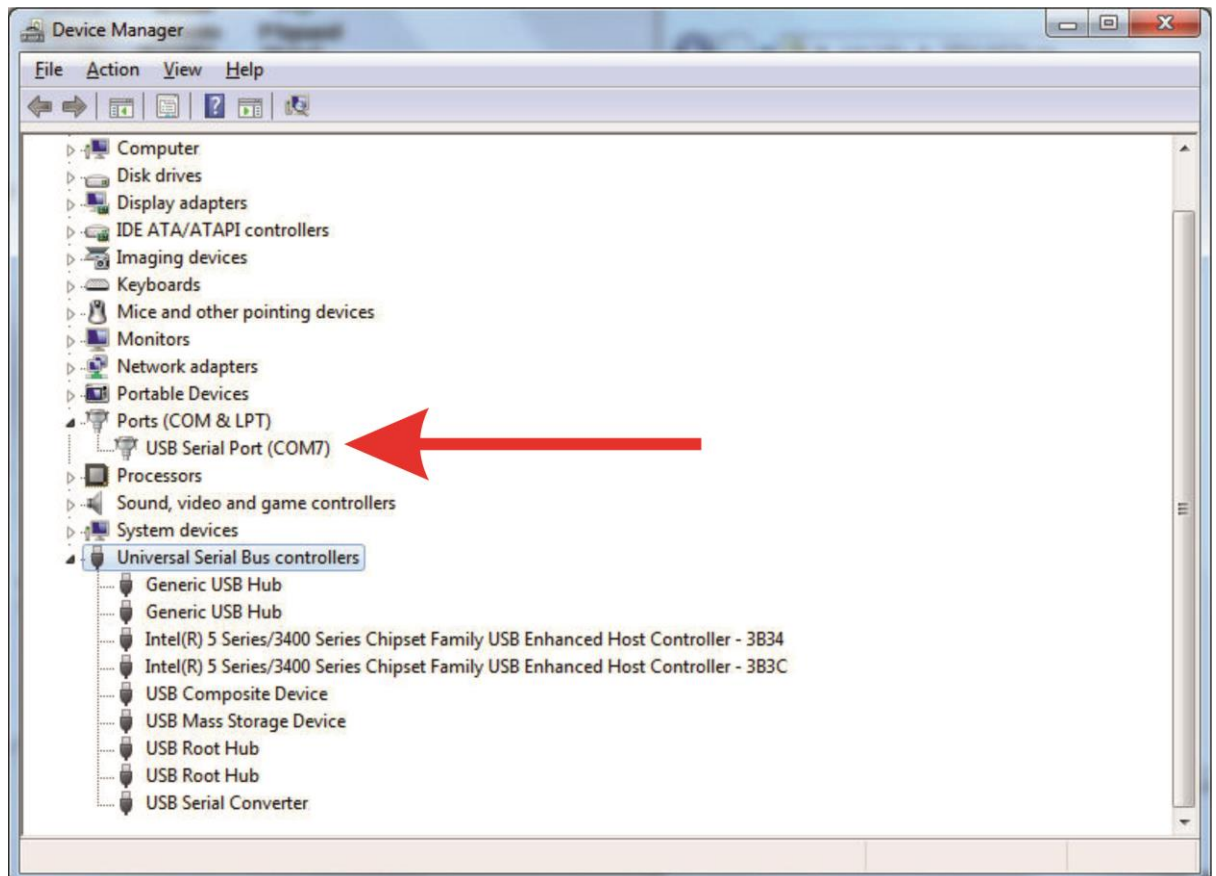 Device Manager
File Action View Help
Computer
Disk drives
Display adapters
IDE ATA/ATAPI controllers
Imaging devices
Keyboards
Mice and other pointing devices
Monitors
Network adapters
Portable Devices
Ports (COM & LPT)
USB Serial Port (COM7)
Processors
Sound, video and game controllers
System devices
Universal Serial Bus controllers
Generic USB Hub
Generic USB Hub
Intel(R) 5 Series/3400 Series Chipset Family USB Enhanced Host Controller - 3B34
Intel(R) 5 Series/3400 Series Chipset Family USB Enhanced Host Controller - 3B3C
USB Composite Device
USB Mass Storage Device
USB Root Hub
USB Root Hub
USB Serial Converter